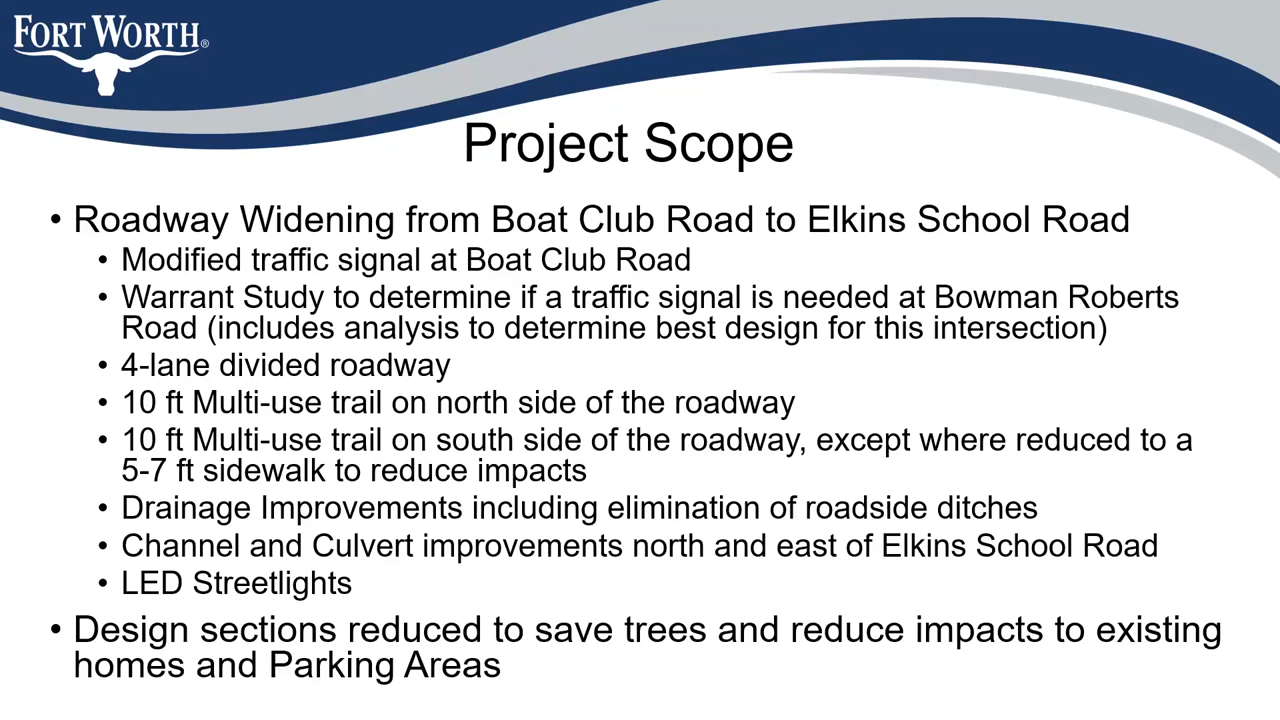 FORT WORTH®
Project Scope
• Roadway Widening from Boat Club Road to Elkins School Road
• Modified traffic signal at Boat Club Road
• Warrant Study to determine if a traffic signal is needed at Bowman Roberts
Road (includes analysis to determine best design for this intersection)
• 4-lane divided roadway
• 10 ft Multi-use trail on north side of the roadway
• 10 ft Multi-use trail on south side of the roadway, except where reduced to a
5-7 ft sidewalk to reduce impacts
• Drainage Improvements including elimination of roadside ditches
• Channel and Culvert improvements north and east of Elkins School Road
• LED Streetlights
• Design sections reduced to save trees and reduce impacts to existing
homes and Parking Areas